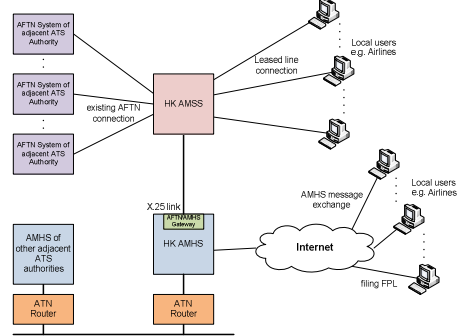 AFTN System of
adjacent ATS
Authority
AFTN System of
adjacent ATS
Authority
AFTN System of
adjacent ATS
Authority
existing AFTN
connection
HK AMSS
Leased line
connection
Local users
e.g. Airlines
X.25 link
AFTN/AMHS
Gateway
HK AMHS
AMHS of
other adjacent
ATS
authorities
ATN
Router
ATN
Router
Internet
AMHS message
exchange
Local users
e.g. Airlines
filing FPL